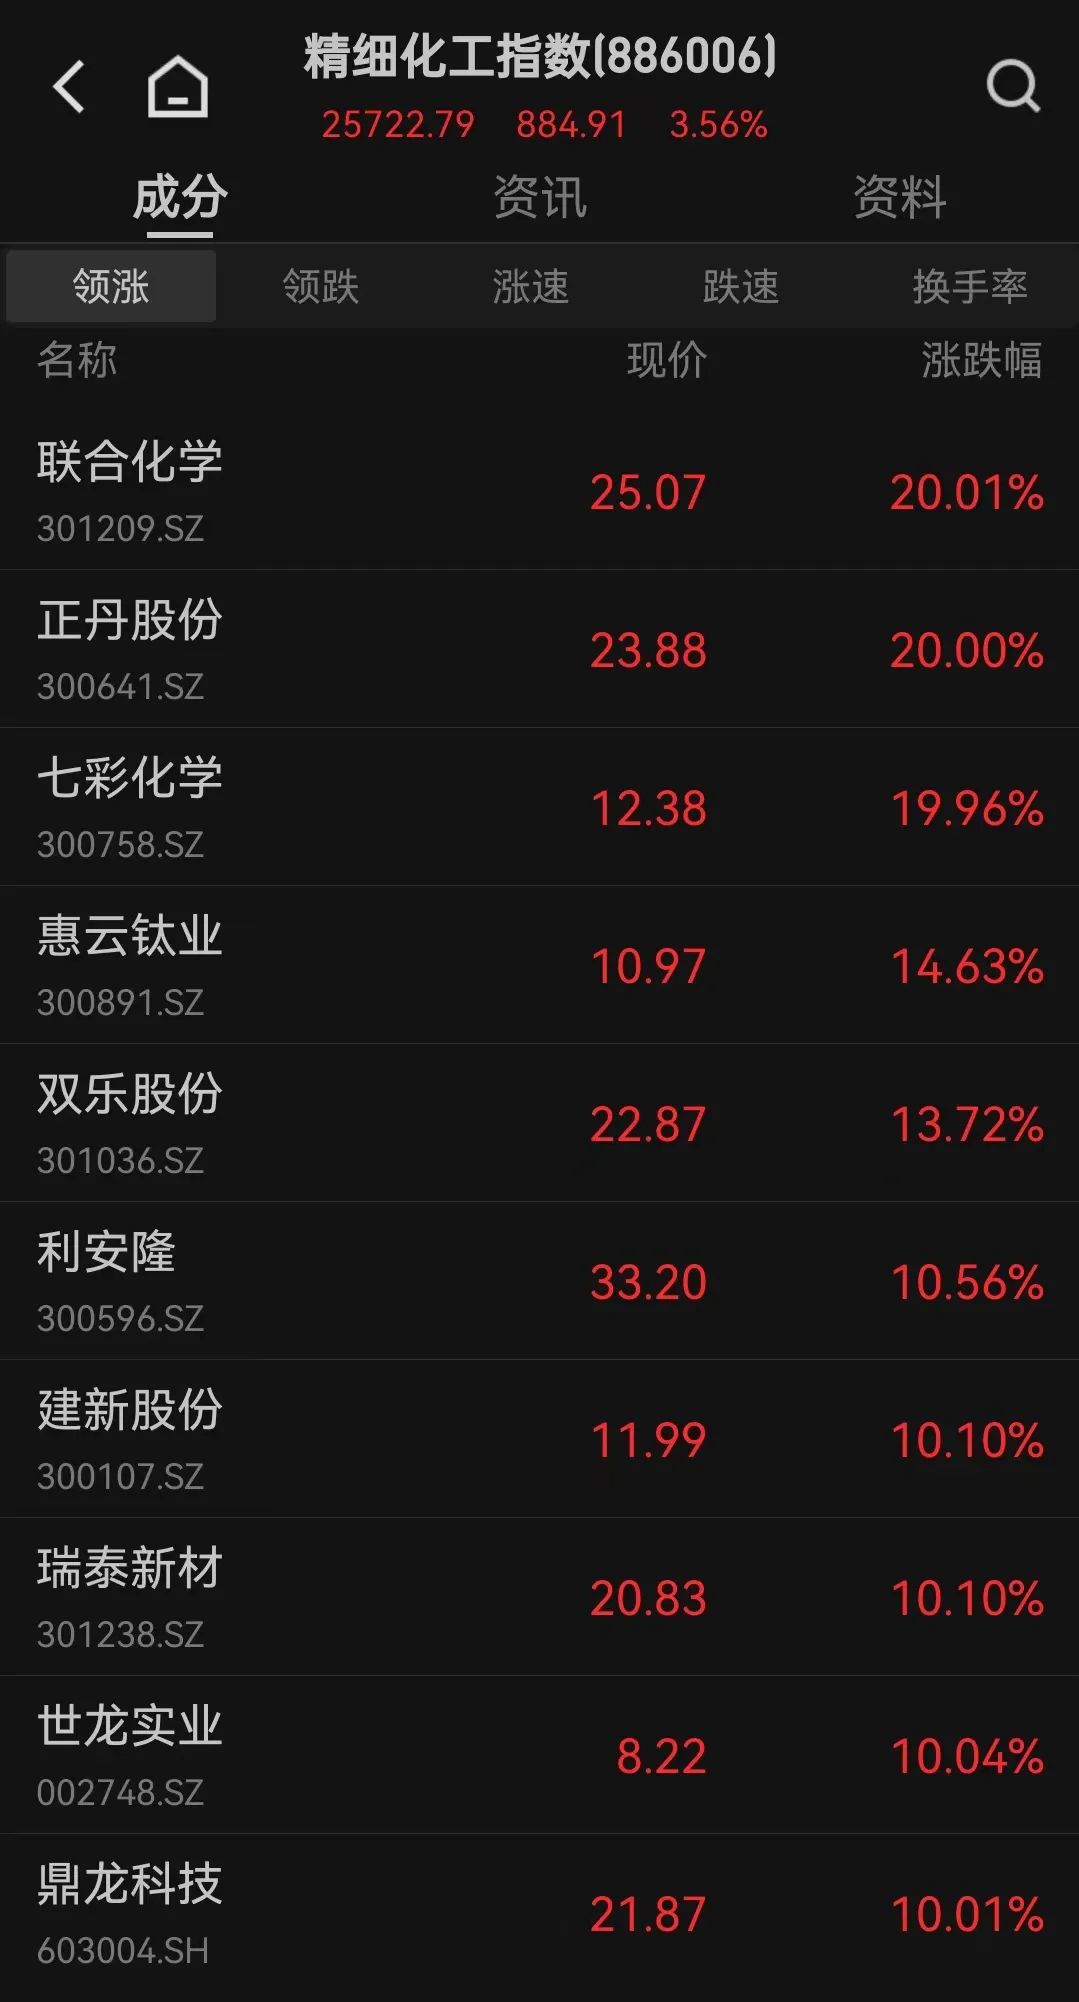 精细化工指数(886006)
25722.79 884.91 3.56%
成分 资讯 资料
领涨 领跌 涨速 跌速 换手率
名称 现价 涨跌幅
联合化学
301209.SZ
25.07 20.01%
正丹股份
300641.SZ
23.88 20.00%
七彩化学
300758.SZ
12.38 19.96%
惠云钛业
300891.SZ
10.97 14.63%
双乐股份
301036.SZ
22.87 13.72%
利安隆
300596.SZ
33.20 10.56%
建新股份
300107.SZ
11.99 10.10%
瑞泰新材
301238.SZ
20.83 10.10%
世龙实业
002748.SZ
8.22 10.04%
鼎龙科技
603004.SH
21.87 10.01%